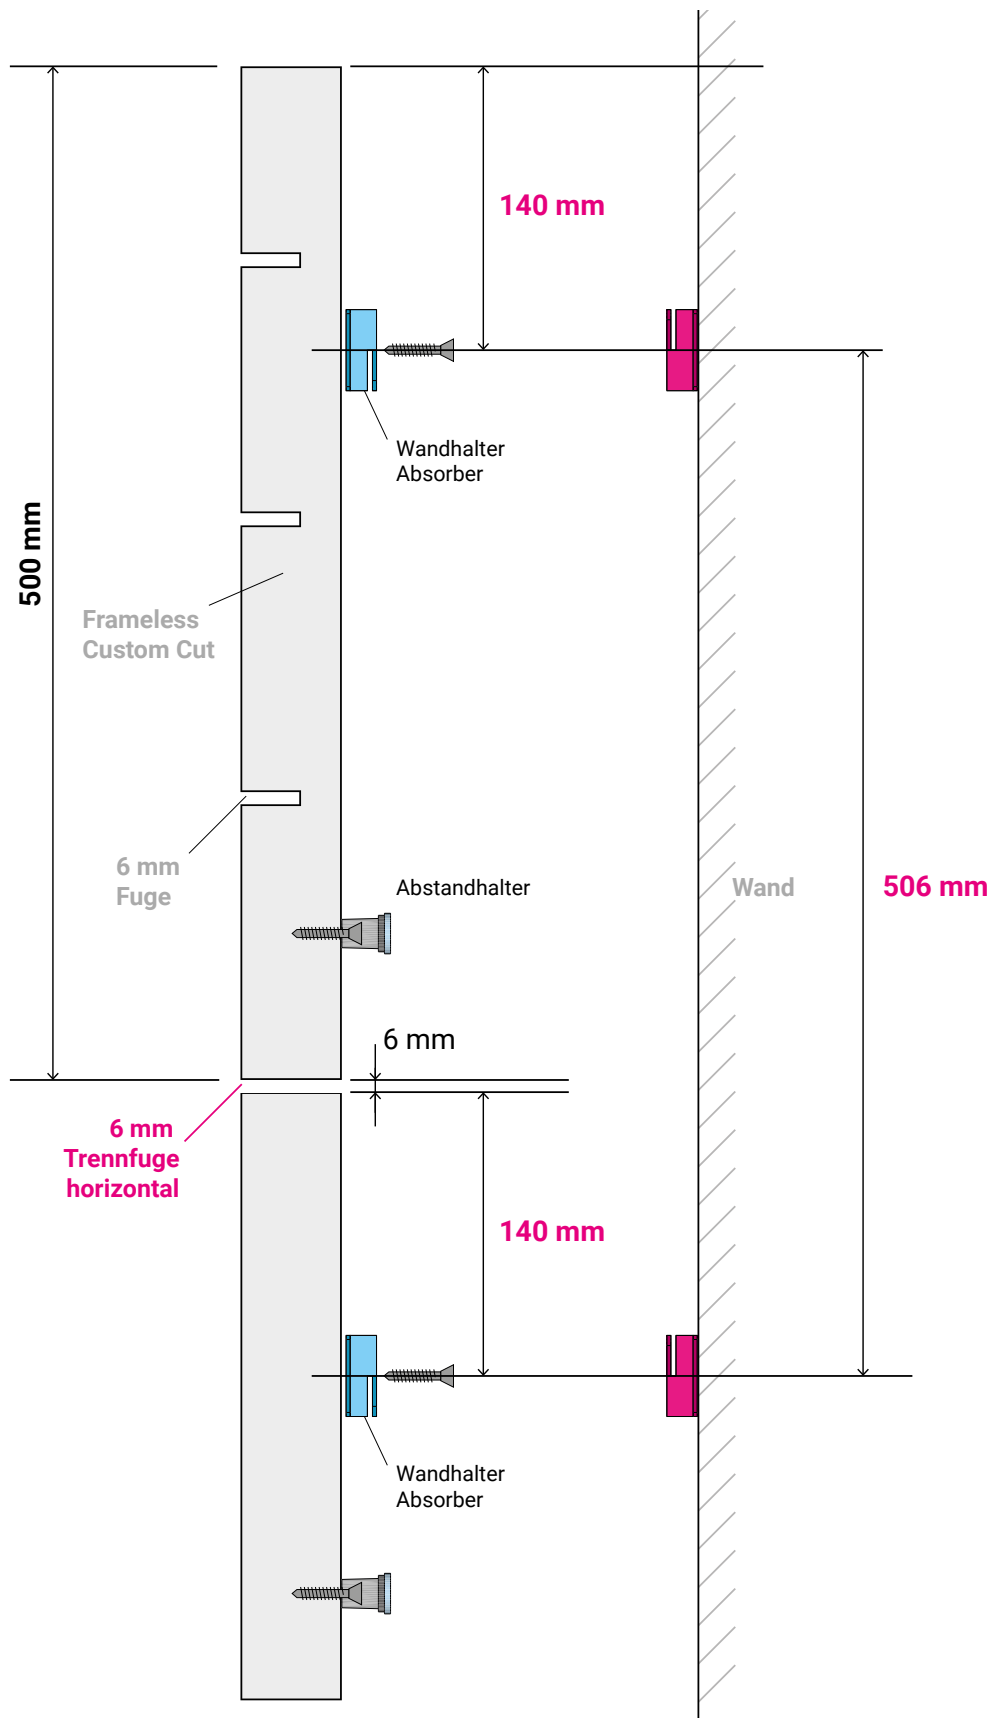 140 mm
Wandhalter
Absorber
500 mm
Frameless
Custom Cut
6 mm
Fuge
Abstandhalter
Wand
506 mm
6 mm
6 mm
Trennfuge
horizontal
140 mm
Wandhalter
Absorber